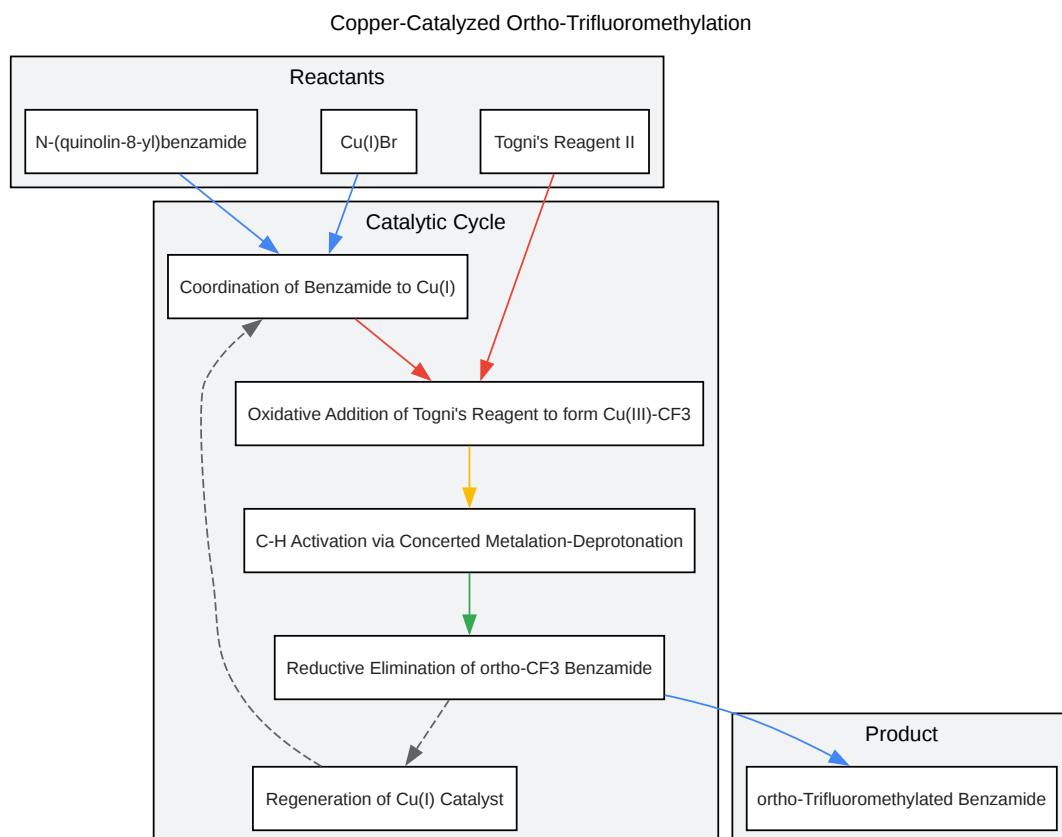 Copper-Catalyzed Ortho-Trifluoromethylation
Reactants
N-(quinolin-8-yl)benzamide
Cu(I)Br
Togni's Reagent II
Catalytic Cycle
Coordination of Benzamide to Cu(I)
Oxidative Addition of Togni's Reagent to form Cu(III)-CF3
C-H Activation via Concerted Metalation-Deprotonation
Reductive Elimination of ortho-CF3 Benzamide
Regeneration of Cu(I) Catalyst
Product
ortho-Trifluoromethylated Benzamide